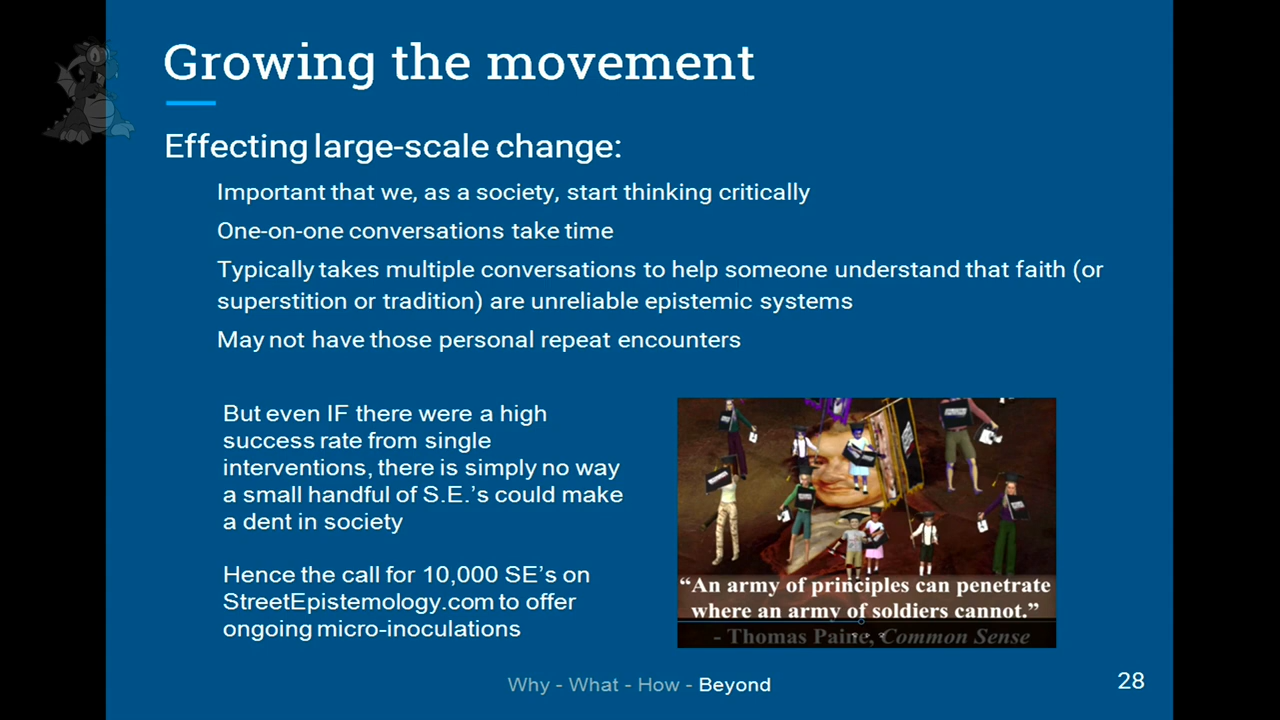 Growing the movement
Effecting large-scale change:
Important that we, as a society, start thinking critically
One-on-one conversations take time
Typically takes multiple conversations to help someone understand that faith (or
superstition or tradition) are unreliable epistemic systems
May not have those personal repeat encounters
But even IF there were a high
success rate from single
interventions, there is simply no way
a small handful of S.E.'s could make
a dent in society
Hence the call for 10,000 SE's on
StreetEpistemology.com to offer
ongoing micro-inoculations
“An army of principles can penetrate
where an army of soldiers cannot.”
- Thomas Paine, Common Sense
Why - What - How - Beyond
28